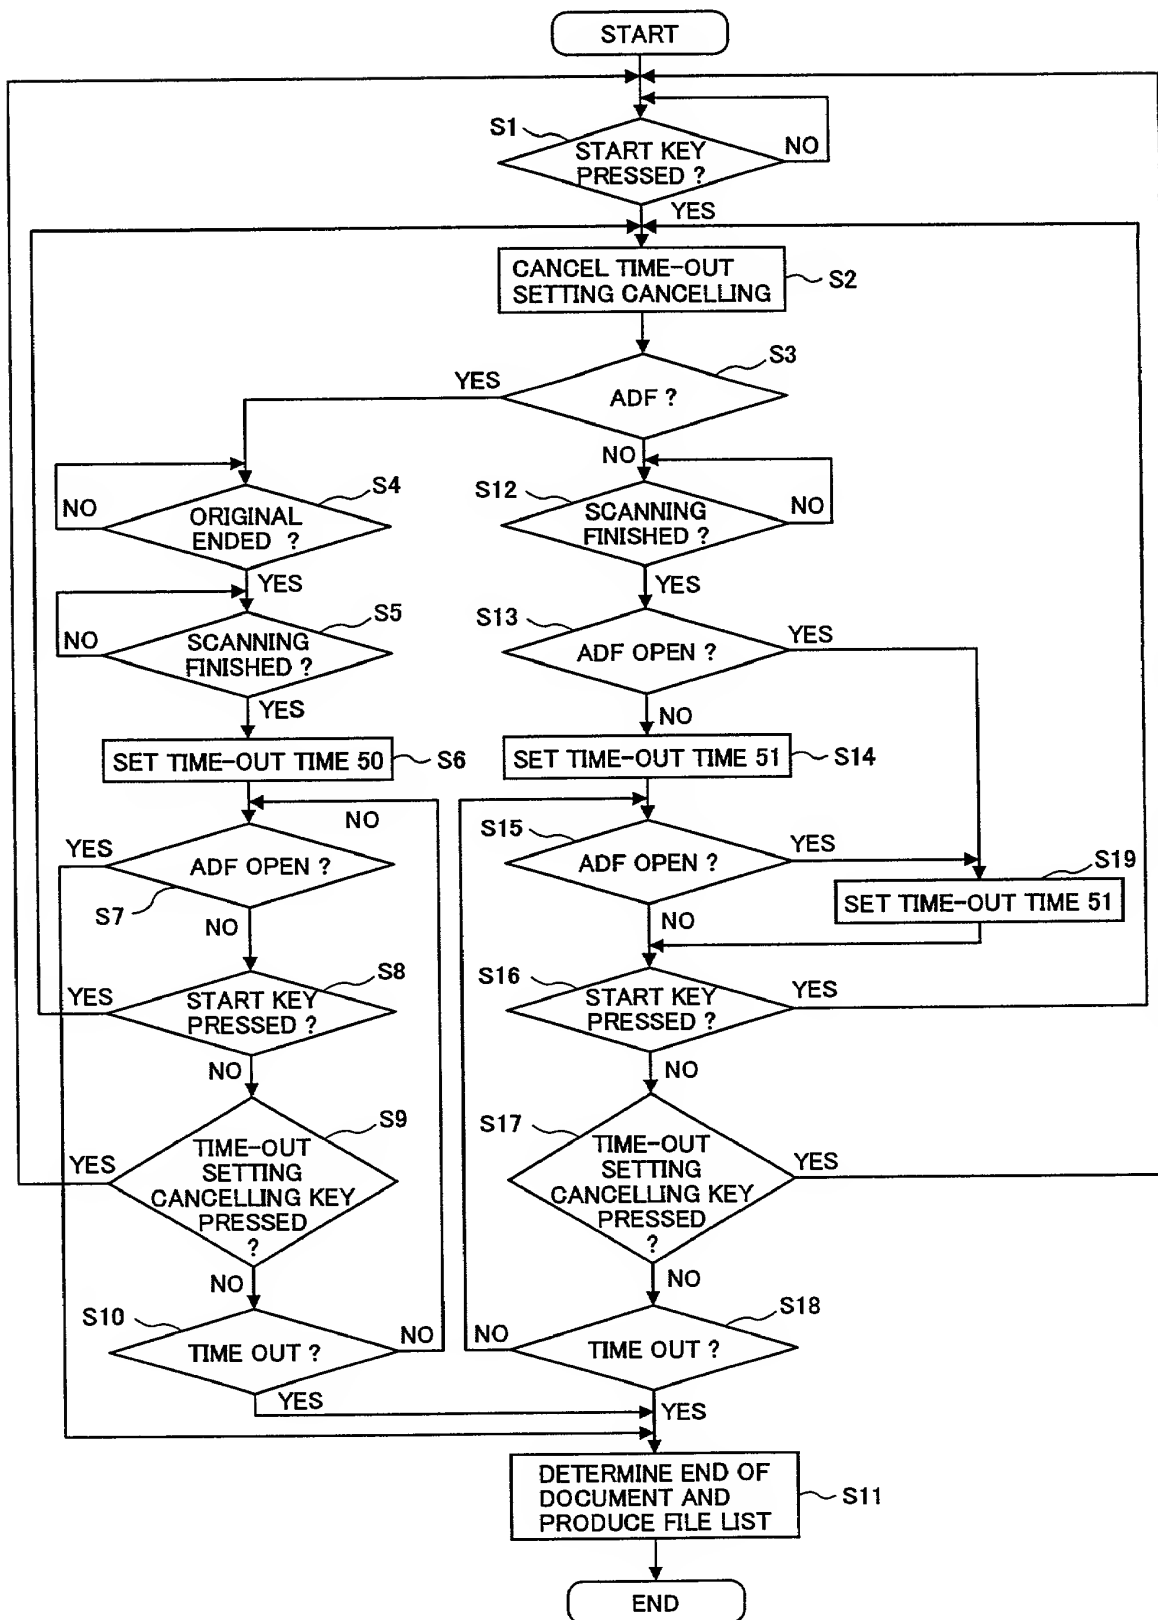 START
S1
START KEY
PRESSED ?
NO
YES
CANCEL TIME-OUT
SETTING CANCELLING
S2
S3
YES
ADF ?
NO
S4
NO
ORIGINAL
ENDED ?
YES
S12
SCANNING
FINISHED ?
NO
YES
S5
NO
SCANNING
FINISHED ?
YES
S13
ADF OPEN ?
YES
NO
SET TIME-OUT TIME 50
S6
SET TIME-OUT TIME 51
S14
NO
YES
ADF OPEN ?
S7
NO
S15
ADF OPEN ?
YES
NO
S19
SET TIME-OUT TIME 51
S8
YES
START KEY
PRESSED ?
NO
S16
START KEY
PRESSED ?
YES
NO
S9
YES
TIME-OUT
SETTING
CANCELLING KEY
PRESSED
?
NO
S17
TIME-OUT
SETTING
CANCELLING KEY
PRESSED
?
YES
NO
S10
TIME OUT ?
NO
YES
S18
NO
TIME OUT ?
YES
DETERMINE END OF
DOCUMENT AND
PRODUCE FILE LIST
S11
END